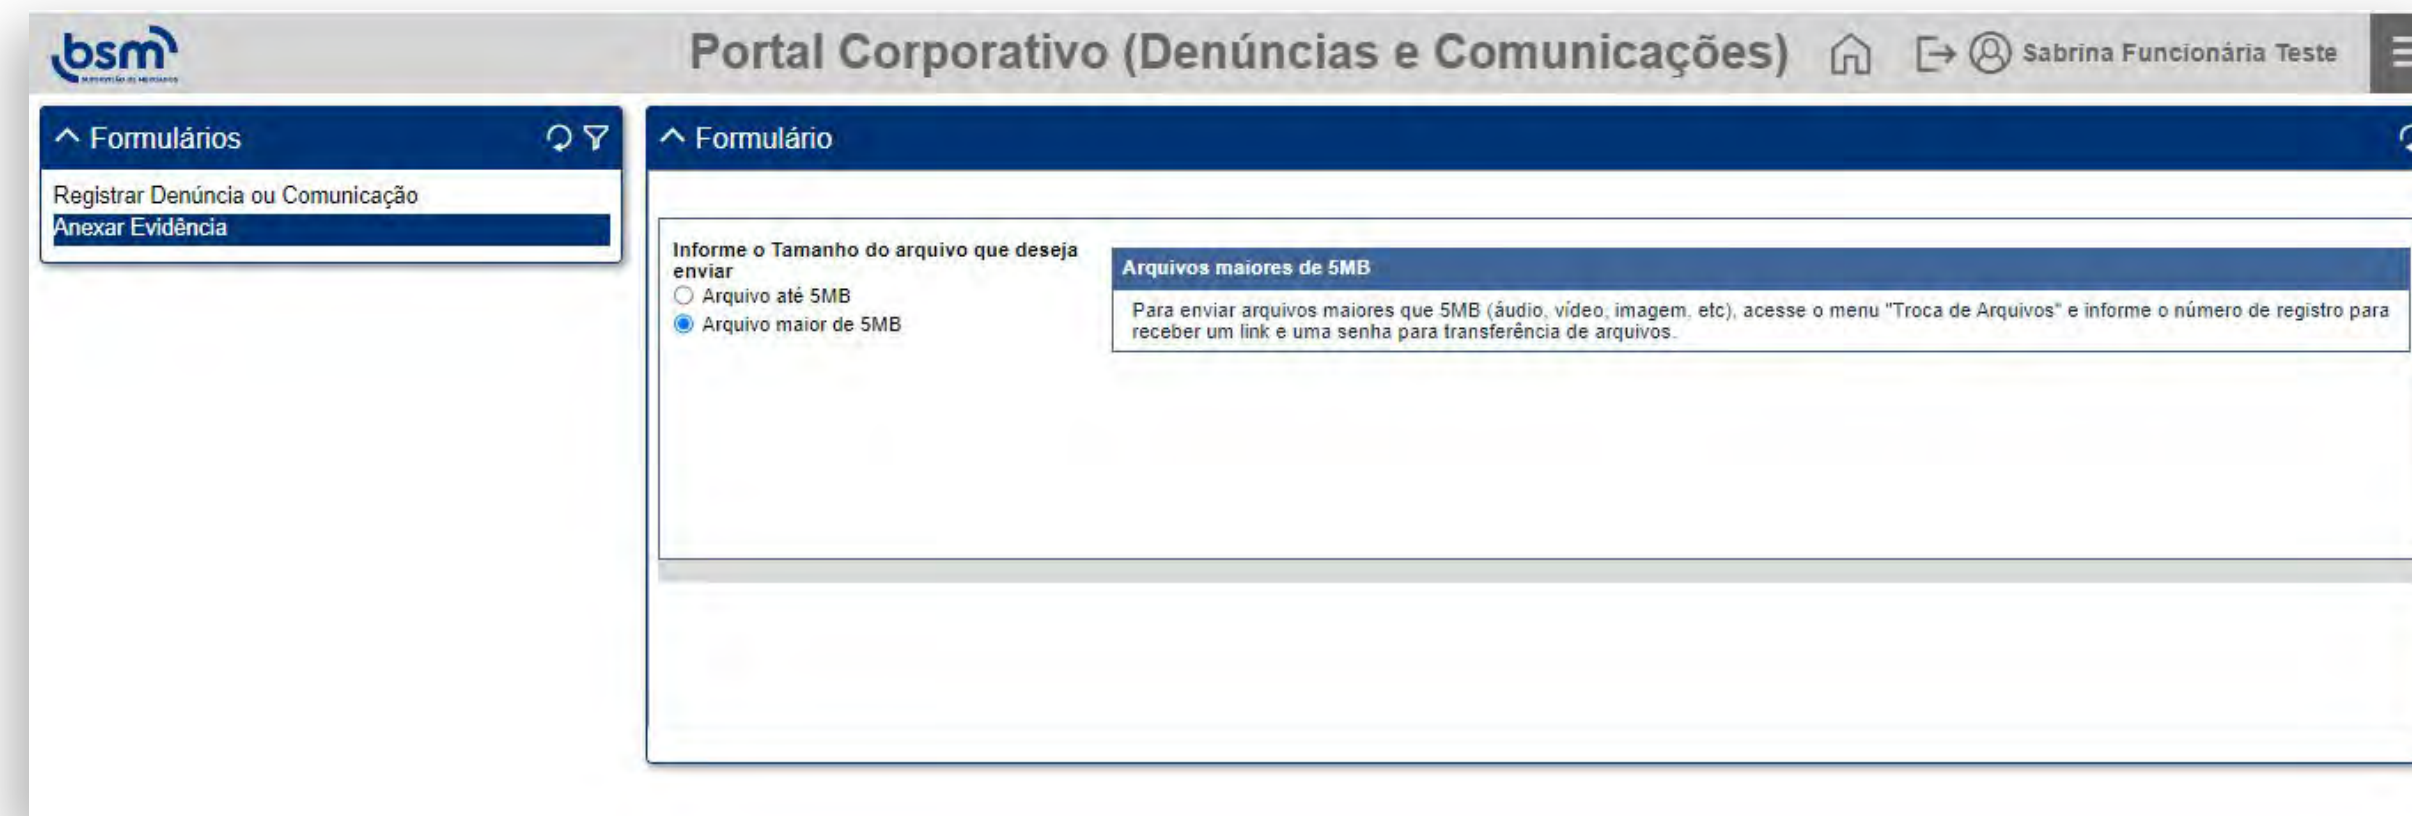 bsm
Portal Corporativo (Denúncias e Comunicações)
Sabrina Funcionária Teste
Formulários
Registrar Denúncia ou Comunicação
Anexar Evidência
Formulário
Informe o Tamanho do arquivo que deseja
enviar
Arquivo até 5MB
Arquivo maior de 5MB
Arquivos maiores de 5MB
Para enviar arquivos maiores que 5MB (áudio, vídeo, imagem, etc), acesse o menu "Troca de Arquivos" e informe o número de registro para
receber um link e uma senha para transferência de arquivos.